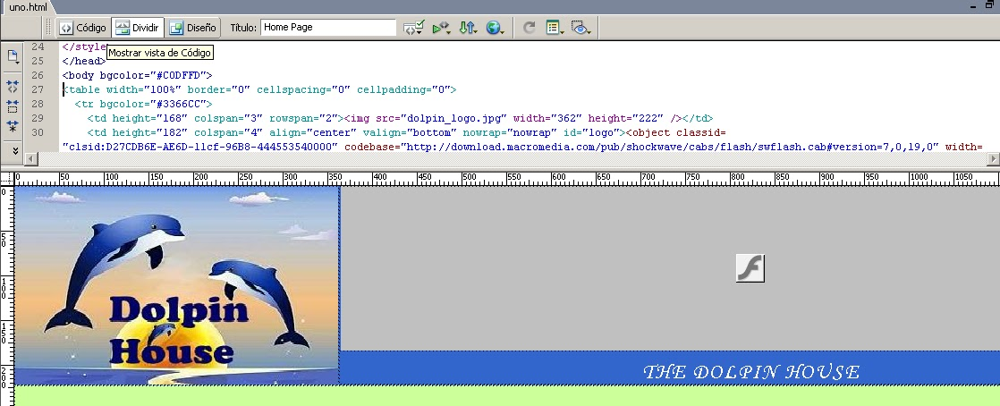 uno.html
Código Dividir Diseño Título: Home Page
Mostrar vista de Código
24 </style>
25 </head>
26 <body bgcolor="#C0DFFD">
27 <table width="100%" border="0" cellspacing="0" cellpadding="0">
28 <tr bgcolor="#3366CC">
29 <td height="168" colspan="3" rowspan="2"><img src="dolpin_logo.jpg" width="362" height="222" /></td>
30 <td height="182" colspan="4" align="center" valign="bottom" nowrap="nowrap" id="logo"><object classid=
"clsid:D27CDB6E-AE6D-11cf-96B8-444553540000" codebase="http://download.macromedia.com/pub/shockwave/cabs/flash/swflash.cab#version=7,0,19,0" width=
0 50 100 150 200 250 300 350 400 450 500 550 600 650 700 750 800 850 900 950 1000 1050
0
50
100
150
200
Dolpin
House
THE DOLPIN HOUSE